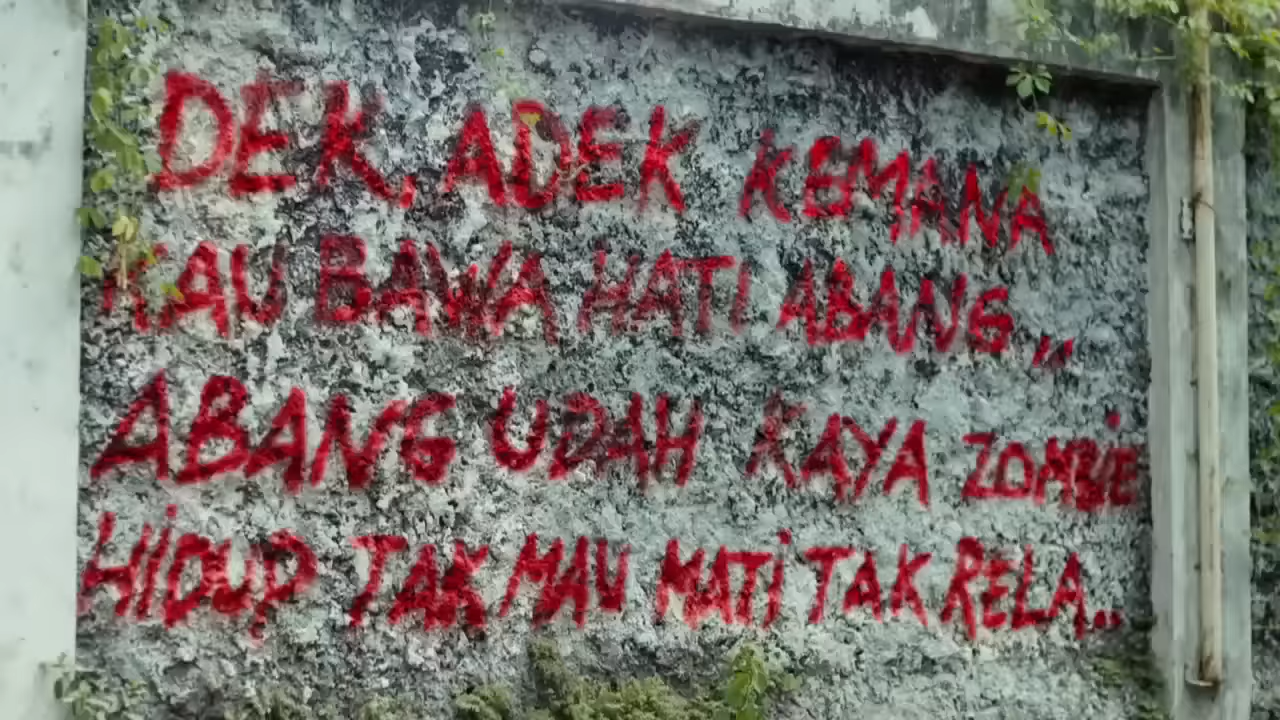 DEK, ADEK KEMANA
KAU BAWA HATI ABANG,,
ABANG UDAH KAYA ZOMBiE
HIDUP TAK MAU MATi TAK RELA..